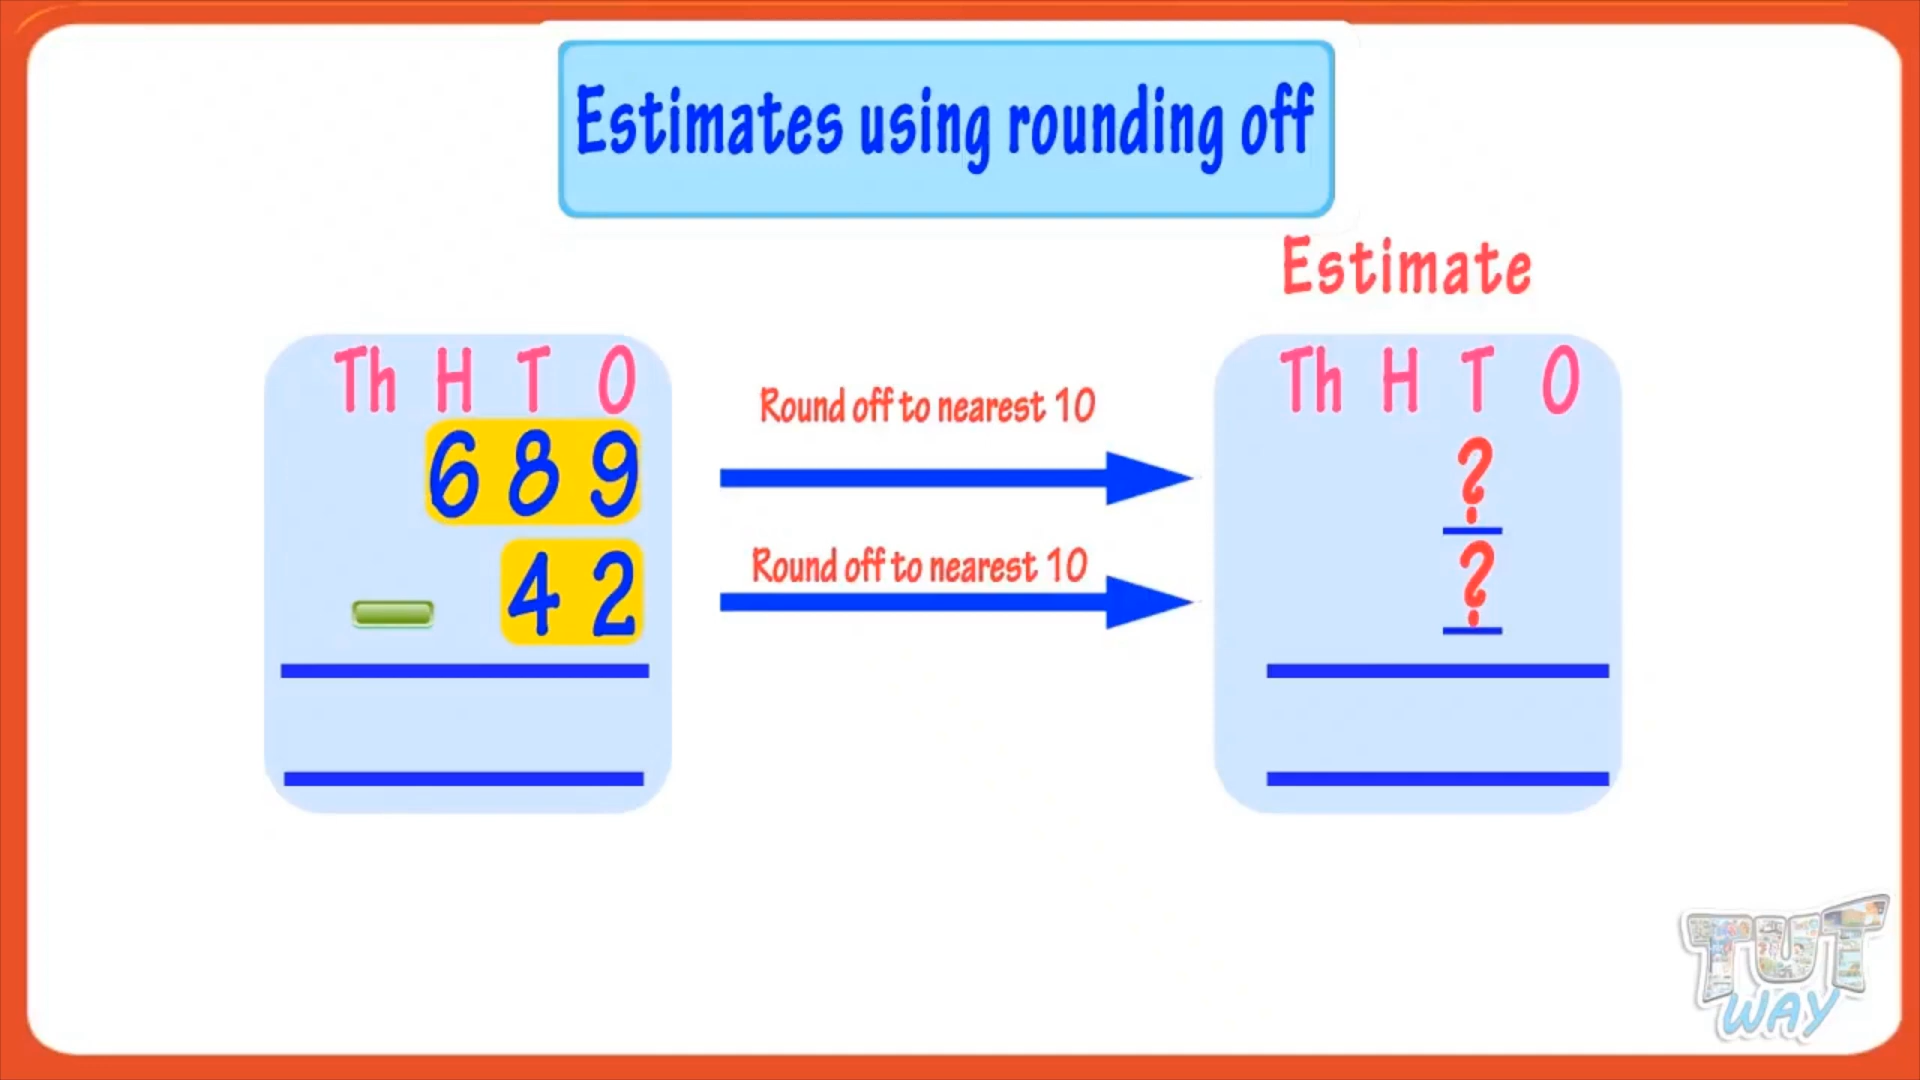 Estimates using rounding off
Estimate
Th H T O
689
42
Round off to nearest 10
Round off to nearest 10
Th H T O
?
?
TUT
WAY